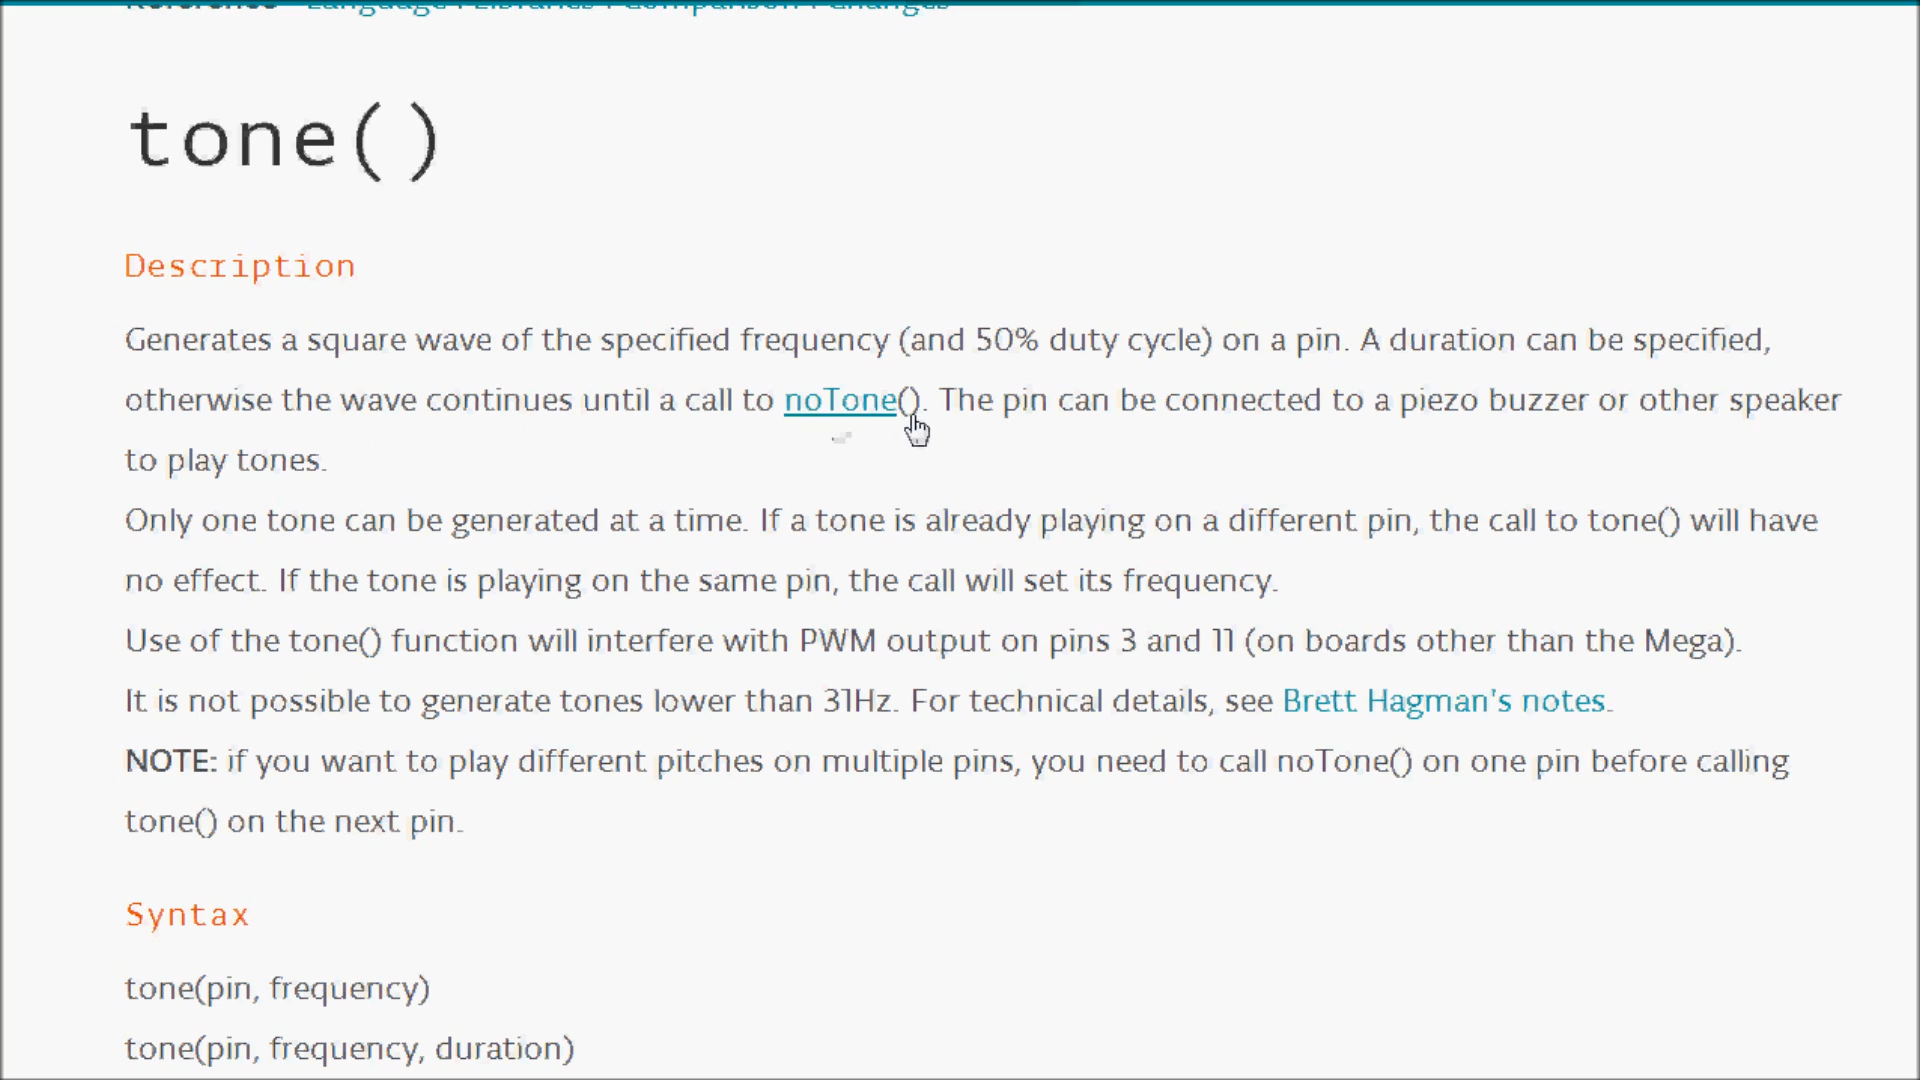 Reference Language | Libraries | Comparison | Changes
tone()
Description
Generates a square wave of the specified frequency (and 50% duty cycle) on a pin. A duration can be specified,
otherwise the wave continues until a call to noTone(). The pin can be connected to a piezo buzzer or other speaker
to play tones.
Only one tone can be generated at a time. If a tone is already playing on a different pin, the call to tone() will have
no effect. If the tone is playing on the same pin, the call will set its frequency.
Use of the tone() function will interfere with PWM output on pins 3 and 11 (on boards other than the Mega).
It is not possible to generate tones lower than 31Hz. For technical details, see Brett Hagman's notes.
NOTE: if you want to play different pitches on multiple pins, you need to call noTone() on one pin before calling
tone() on the next pin.
Syntax
tone(pin, frequency)
tone(pin, frequency, duration)